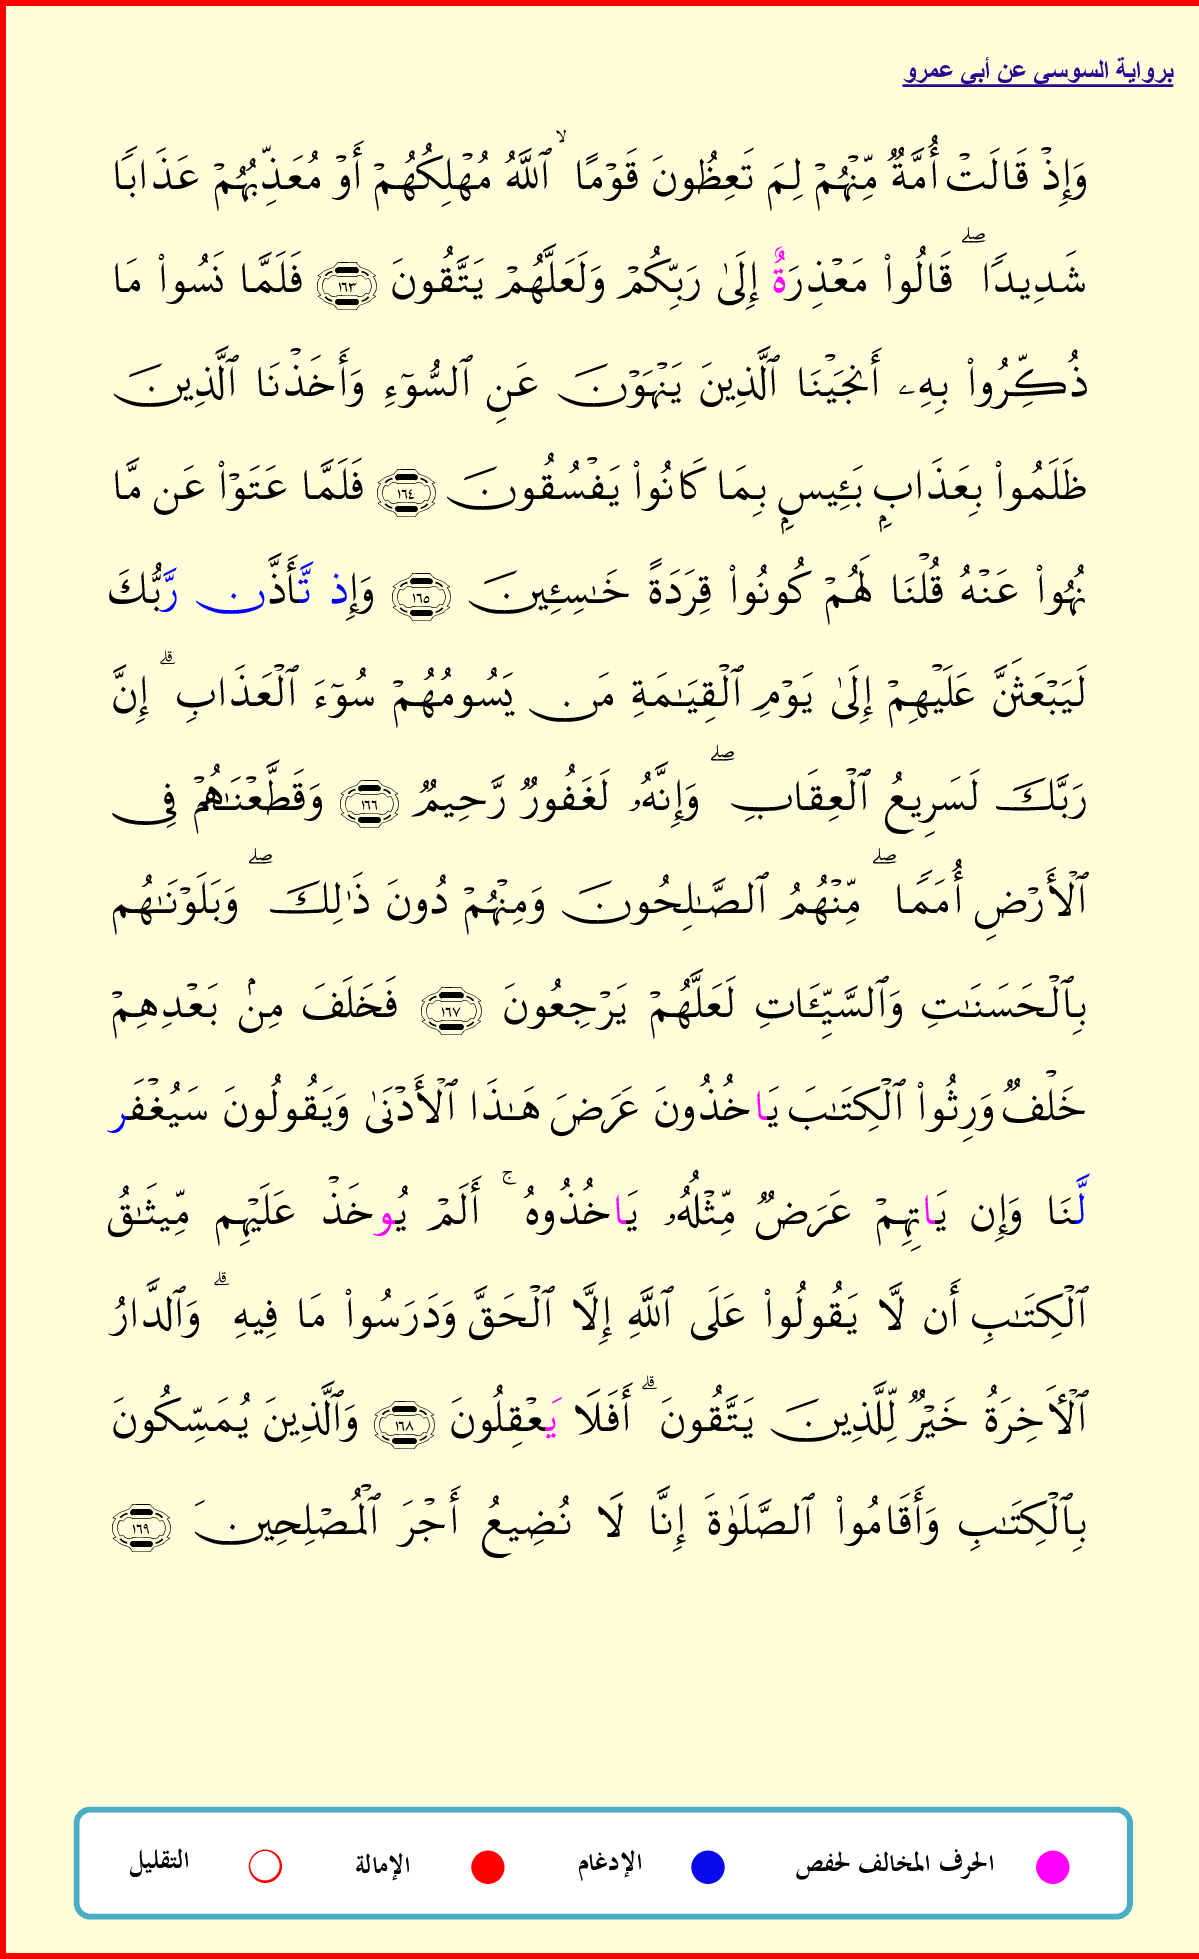 برواية السوسي عن أبي عمرو
وَإِذۡ قَالَتۡ أُمَّةٞ مِّنۡهُمۡ لِمَ تَعِظُونَ قَوۡمًا ۙ ٱللَّهُ مُهۡلِكُهُمۡ أَوۡ مُعَذِّبُهُمۡ عَذَابٗا
شَدِيدٗا ۖ قَالُواْ مَعۡذِرَةٌ إِلَىٰ رَبِّكُمۡ وَلَعَلَّهُمۡ يَتَّقُونَ ١٦٣ فَلَمَّا نَسُواْ مَا
ذُكِّرُواْ بِهِۦ أَنجَيۡنَا ٱلَّذِينَ يَنۡهَوۡنَ عَنِ ٱلسُّوٓءِ وَأَخَذۡنَا ٱلَّذِينَ
ظَلَمُواْ بِعَذَابِۭ بَـِٔيسِۭ بِمَا كَانُواْ يَفۡسُقُونَ ١٦٤ فَلَمَّا عَتَوۡاْ عَن مَّا
نُهُواْ عَنۡهُ قُلۡنَا لَهُمۡ كُونُواْ قِرَدَةً خَٰسِـِٔينَ ١٦٥ وَإِذ تَّأَذَّن رَّبُّكَ
لَيَبۡعَثَنَّ عَلَيۡهِمۡ إِلَىٰ يَوۡمِ ٱلۡقِيَٰمَةِ مَن يَسُومُهُمۡ سُوٓءَ ٱلۡعَذَابِ ۗ إِنَّ
رَبَّكَ لَسَرِيعُ ٱلۡعِقَابِ ۖ وَإِنَّهُۥ لَغَفُورٞ رَّحِيمٞ ١٦٦ وَقَطَّعۡنَٰهُمۡ فِي
ٱلۡأَرۡضِ أُمَمٗا ۖ مِّنۡهُمُ ٱلصَّٰلِحُونَ وَمِنۡهُمۡ دُونَ ذَٰلِكَ ۖ وَبَلَوۡنَٰهُم
بِٱلۡحَسَنَٰتِ وَٱلسَّيِّـَٔاتِ لَعَلَّهُمۡ يَرۡجِعُونَ ١٦٧ فَخَلَفَ مِنۢ بَعۡدِهِمۡ
خَلۡفٞ وَرِثُواْ ٱلۡكِتَٰبَ يَاخُذُونَ عَرَضَ هَٰذَا ٱلۡأَدۡنَىٰ وَيَقُولُونَ سَيُغۡفَر
لَّنَا وَإِن يَاتِهِمۡ عَرَضٞ مِّثۡلُهُۥ يَاخُذُوهُ ۚ أَلَمۡ يُوخَذۡ عَلَيۡهِم مِّيثَٰقُ
ٱلۡكِتَٰبِ أَن لَّا يَقُولُواْ عَلَى ٱللَّهِ إِلَّا ٱلۡحَقَّ وَدَرَسُواْ مَا فِيهِ ۗ وَٱلدَّارُ
ٱلۡأٓخِرَةُ خَيۡرٞ لِّلَّذِينَ يَتَّقُونَ ۗ أَفَلَا يَعۡقِلُونَ ١٦٨ وَٱلَّذِينَ يُمَسِّكُونَ
بِٱلۡكِتَٰبِ وَأَقَامُواْ ٱلصَّلَوٰةَ إِنَّا لَا نُضِيعُ أَجۡرَ ٱلۡمُصۡلِحِينَ ١٦٩
الحرف المخالف لحفص الإدغام الإمالة التقليل